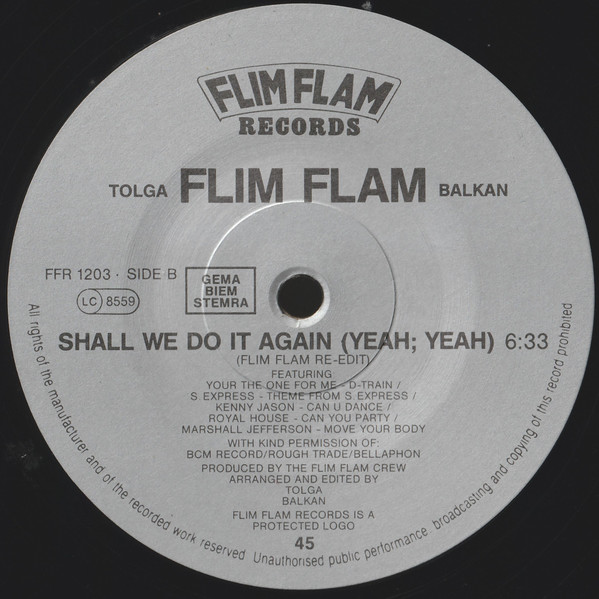 FLIM FLAM
RECORDS
TOLGA FLIM FLAM BALKAN
FFR 1203 · SIDE B
LC 8559
GEMA
BIEM
STEMRA
SHALL WE DO IT AGAIN (YEAH; YEAH) 6:33
(FLIM FLAM RE-EDIT)
FEATURING
YOUR THE ONE FOR ME - D-TRAIN /
S. EXPRESS - THEME FROM S. EXPRESS /
KENNY JASON - CAN U DANCE /
ROYAL HOUSE - CAN YOU PARTY /
MARSHALL JEFFERSON - MOVE YOUR BODY
WITH KIND PERMISSION OF:
BCM RECORD/ROUGH TRADE/BELLAPHON
PRODUCED BY THE FLIM FLAM CREW
ARRANGED AND EDITED BY
TOLGA
BALKAN
FLIM FLAM RECORDS IS A
PROTECTED LOGO
45
All rights of the manufacturer and of the recorded work reserved Unauthorised public performance broadcasting and copying of this record prohibited